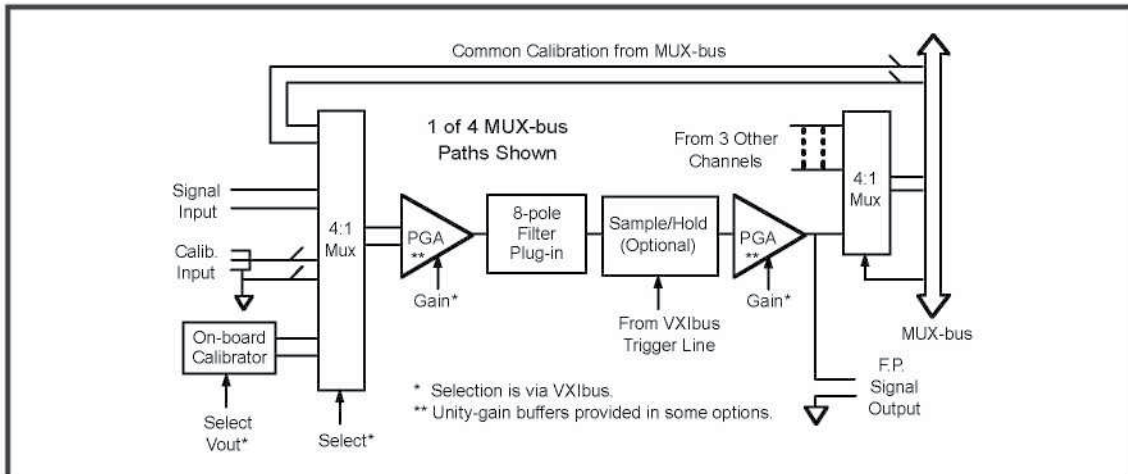 Common Calibration from MUX-bus
1 of 4 MUX-bus
Paths Shown
From 3 Other
Channels
4:1
Mux
Signal
Input
Calib.
Input
4:1
Mux
PGA
**
Gain*
8-pole
Filter
Plug-in
Sample/Hold
(Optional)
From VXIbus
Trigger Line
PGA
**
Gain*
MUX-bus
On-board
Calibrator
Select
Vout*
Select*
F.P.
Signal
Output
* Selection is via VXIbus.
** Unity-gain buffers provided in some options.